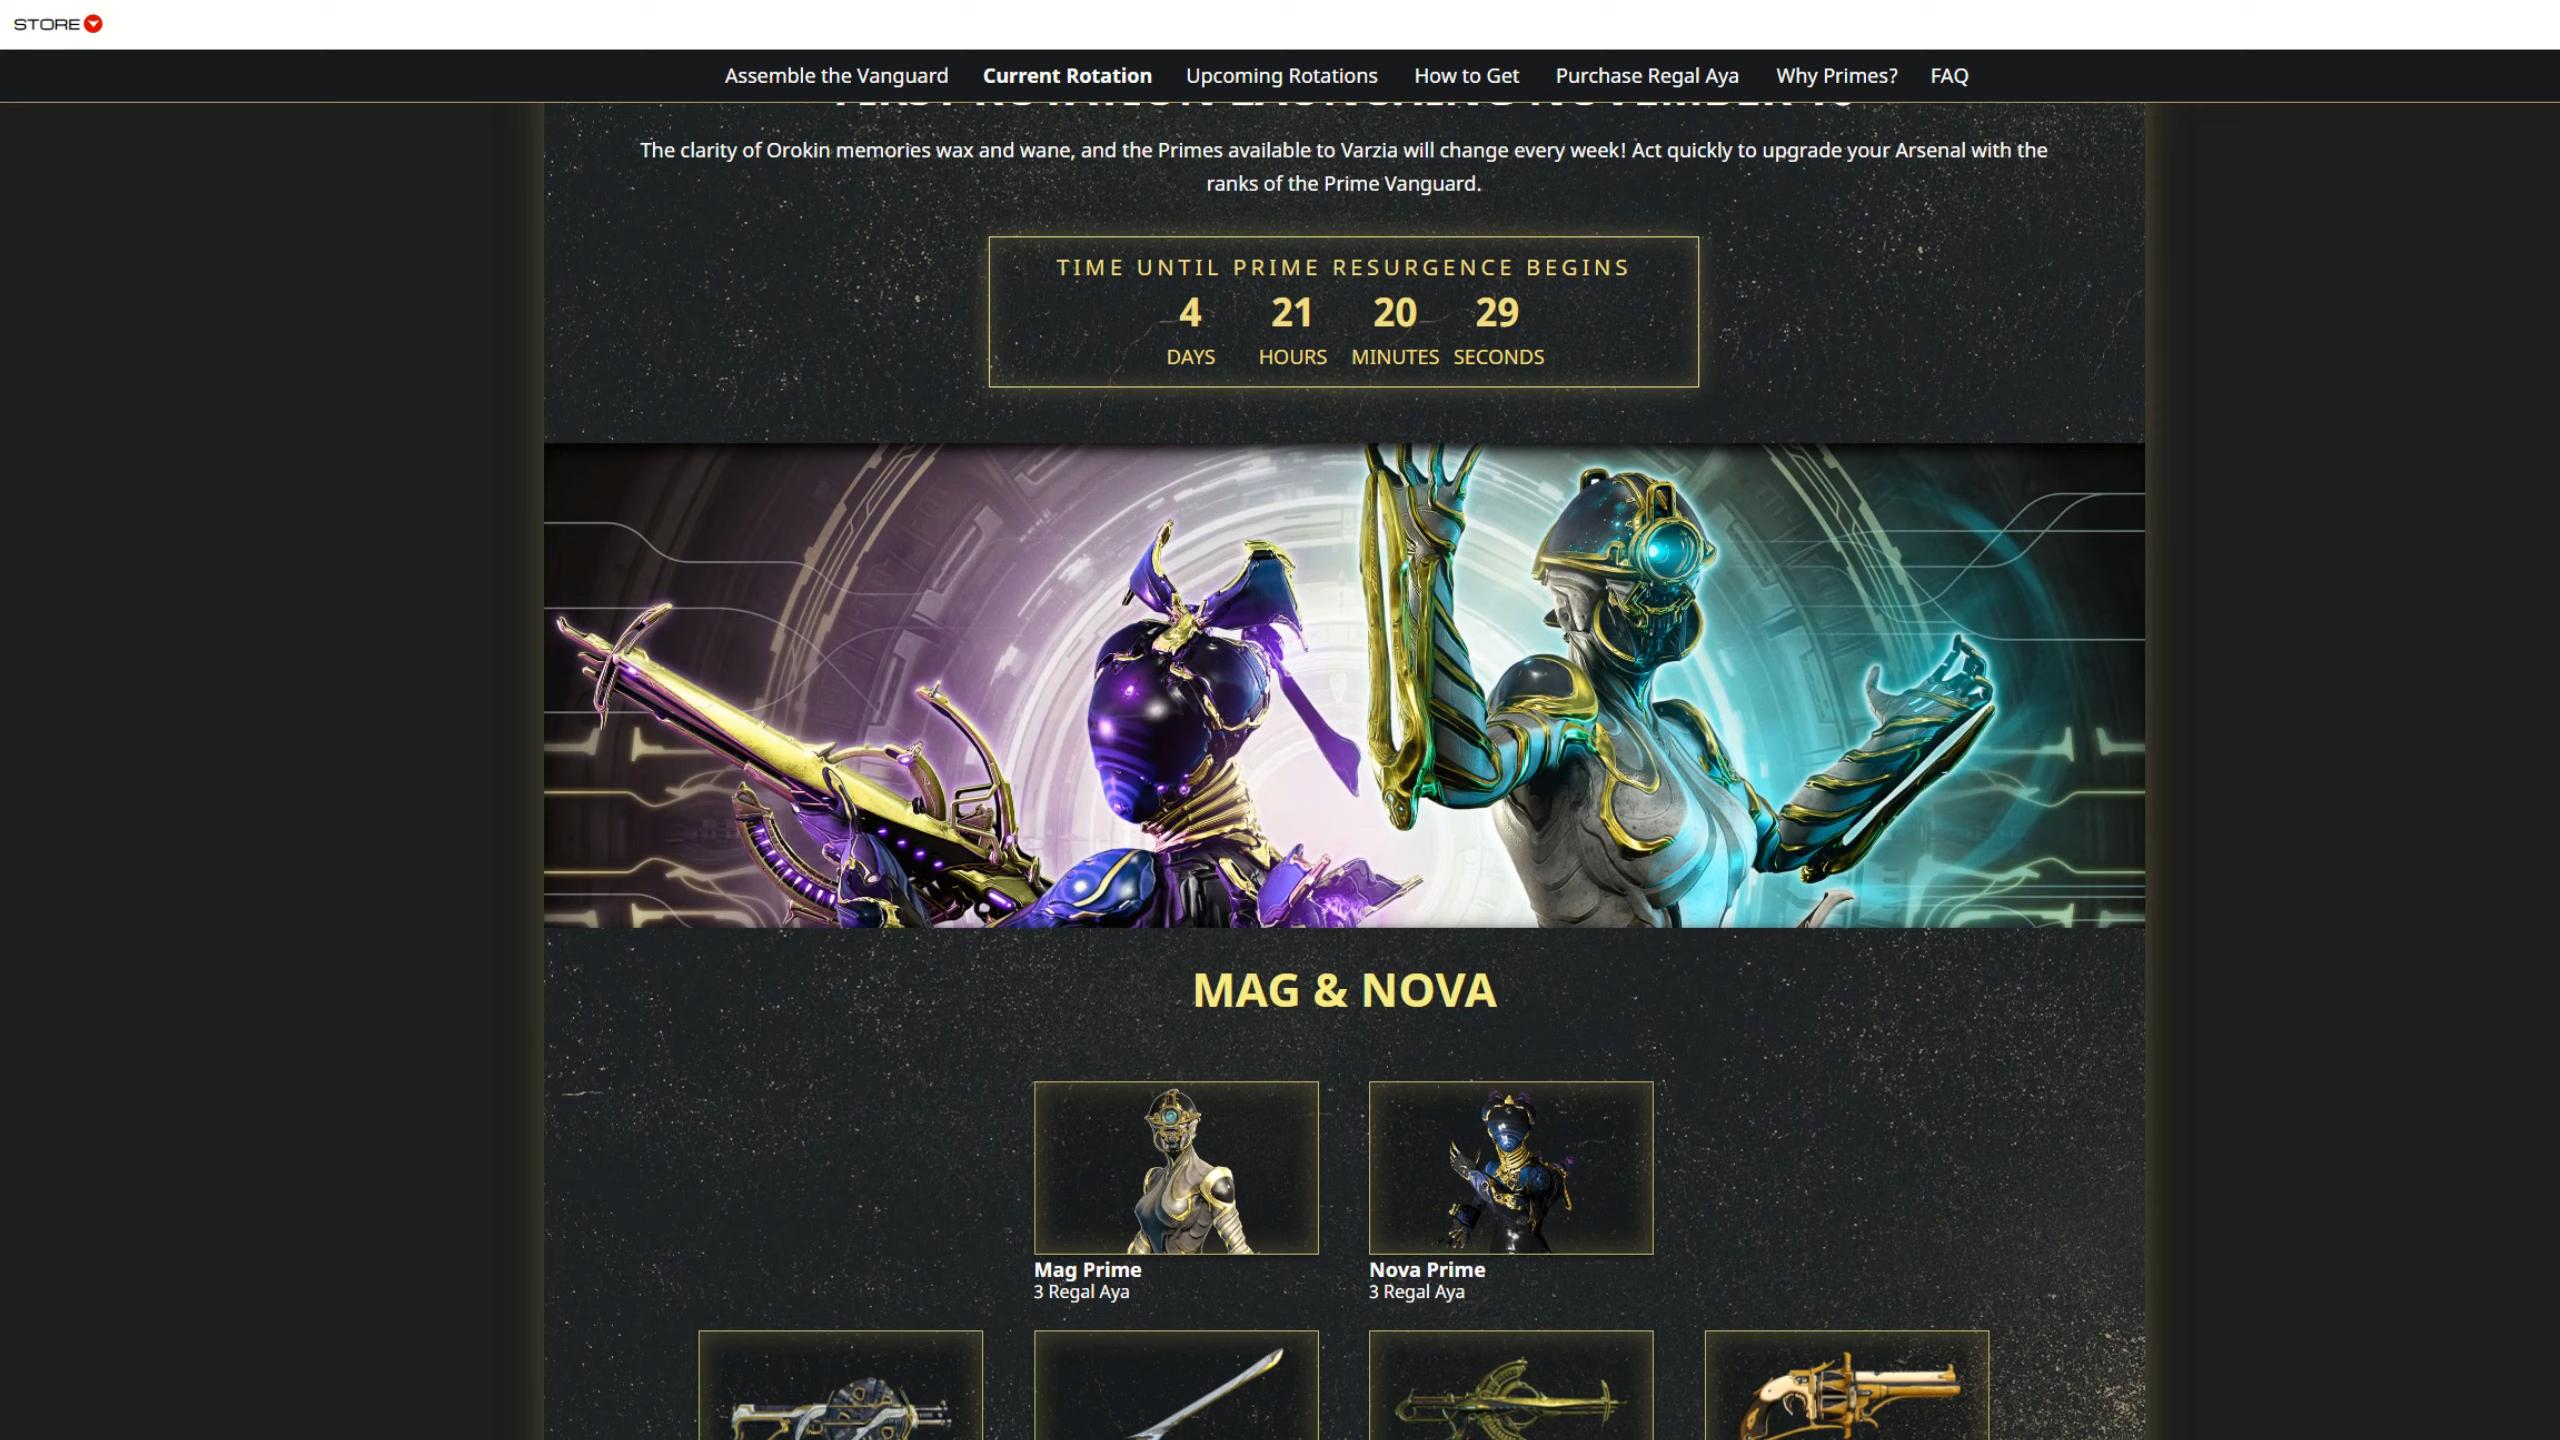 STORE
Assemble the Vanguard Current Rotation Upcoming Rotations How to Get Purchase Regal Aya Why Primes? FAQ
The clarity of Orokin memories wax and wane, and the Primes available to Varzia will change every week! Act quickly to upgrade your Arsenal with the
ranks of the Prime Vanguard.
TIME UNTIL PRIME RESURGENCE BEGINS
4 21 20 29
DAYS HOURS MINUTES SECONDS
MAG & NOVA
Mag Prime Nova Prime
3 Regal Aya 3 Regal Aya